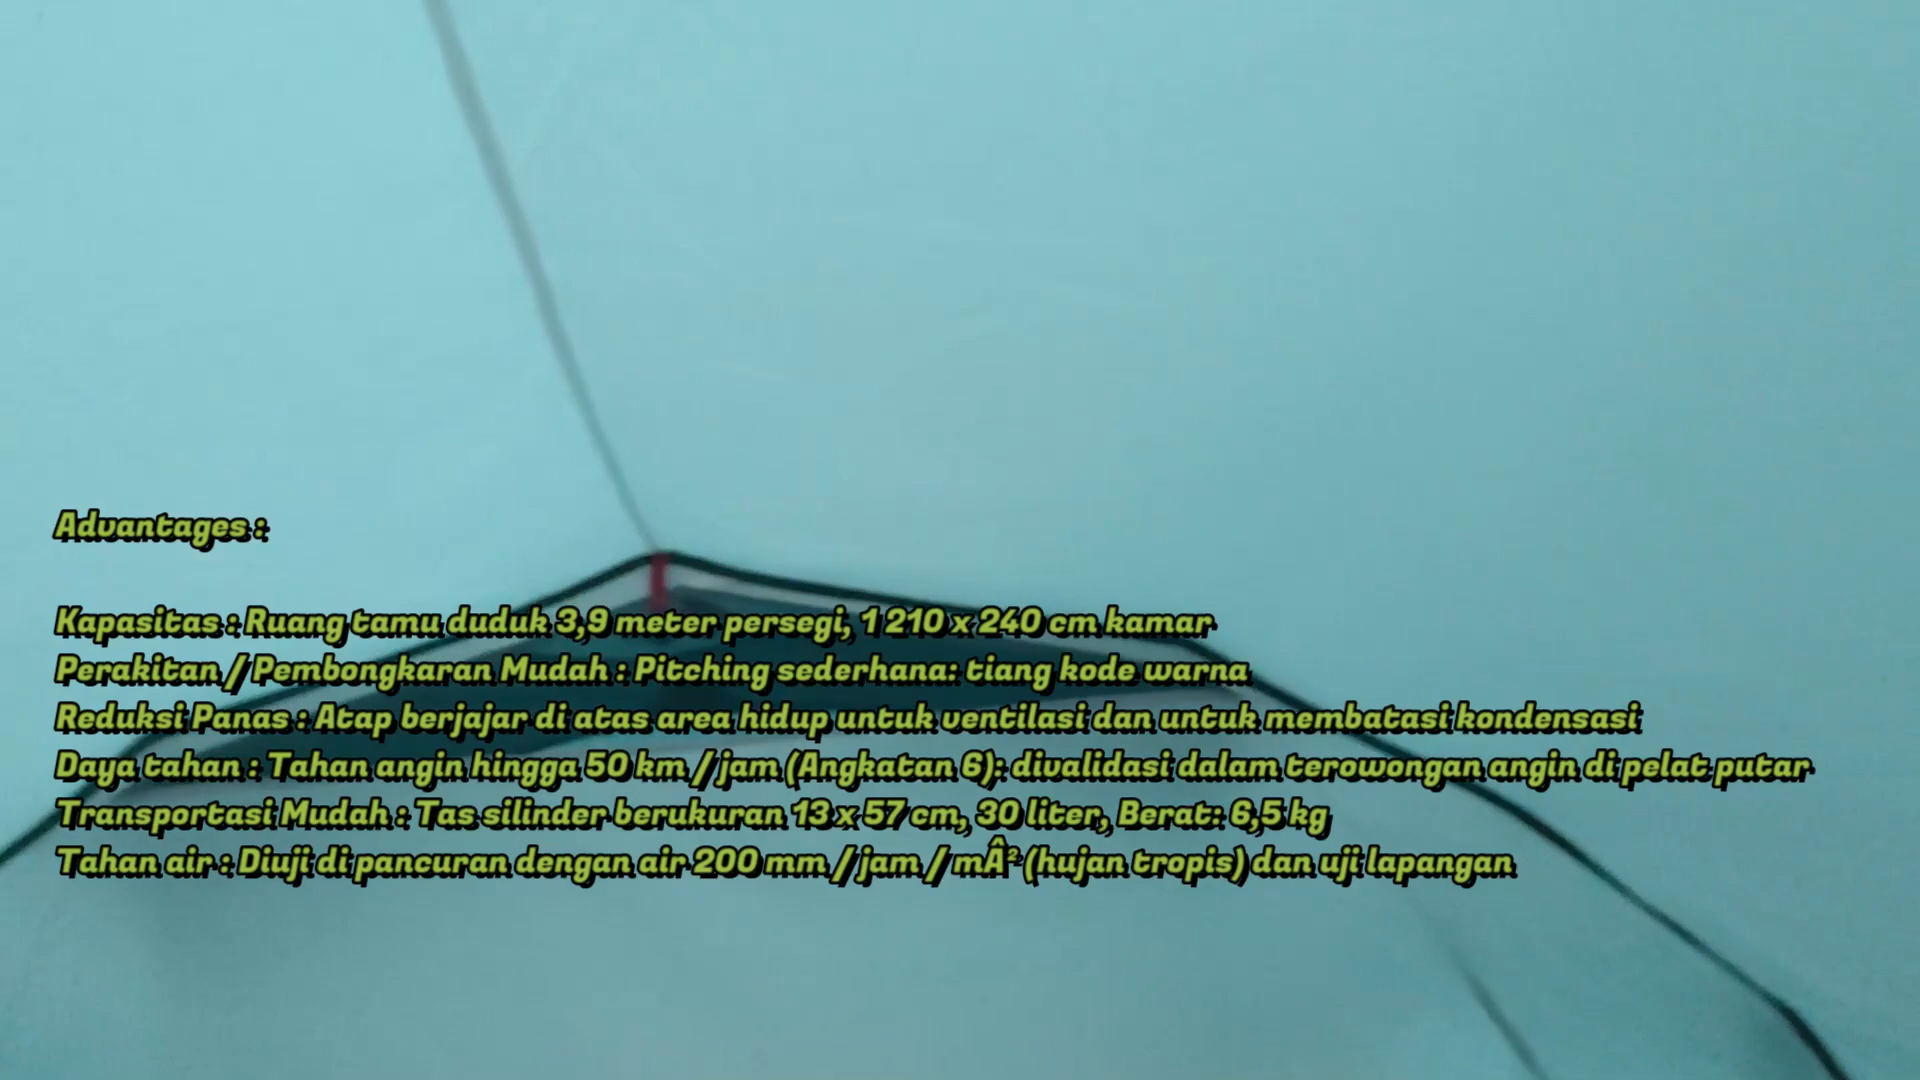 Advantages :
Kapasitas : Ruang tamu duduk 3,9 meter persegi, 1 210 x 240 cm kamar
Perakitan / Pembongkaran Mudah : Pitching sederhana: tiang kode warna
Reduksi Panas : Atap berjajar di atas area hidup untuk ventilasi dan untuk membatasi kondensasi
Daya tahan : Tahan angin hingga 50 km / jam (Angkatan 6): divalidasi dalam terowongan angin di pelat putar
Transportasi Mudah : Tas silinder berukuran 13 x 57 cm, 30 liter, Berat: 6,5 kg
Tahan air : Diuji di pancuran dengan air 200 mm / jam / mÂ² (hujan tropis) dan uji lapangan